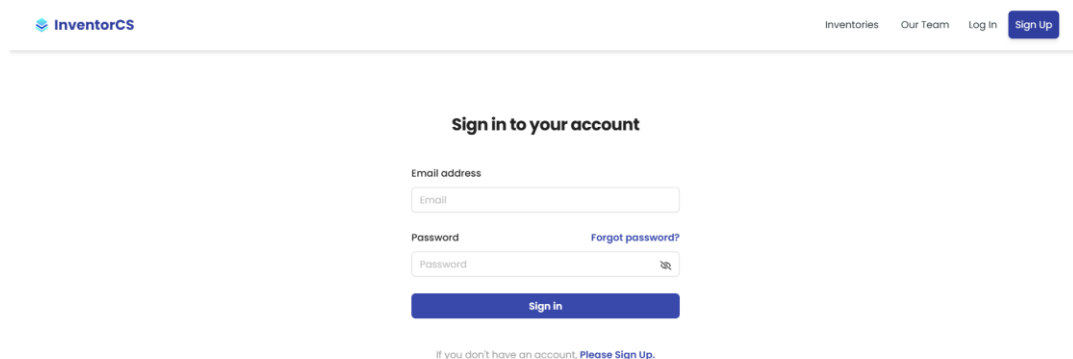 InventorCS
Inventories Our Team Log In Sign Up
Sign in to your account
Email address
Email
Password Forgot password?
Password
Sign in
If you don't have an account, Please Sign Up.